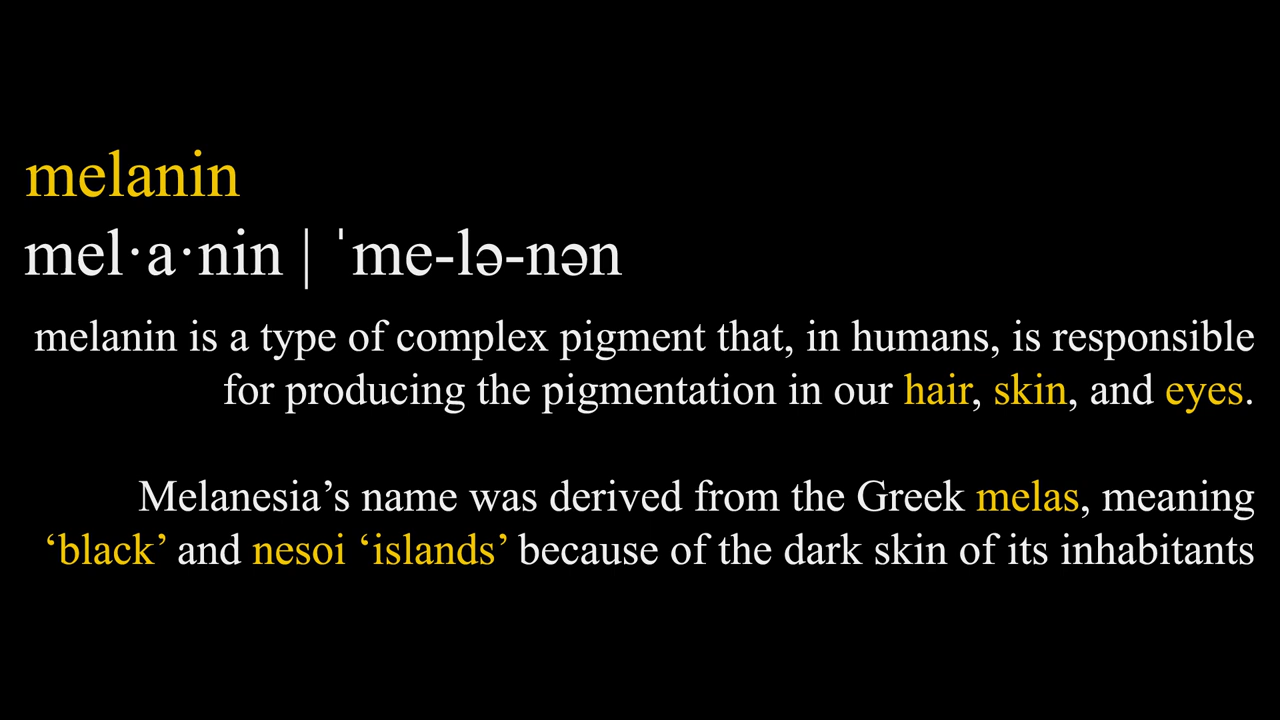 melanin
mel·a·nin | ˈme-lə-nən
melanin is a type of complex pigment that, in humans, is responsible
for producing the pigmentation in our hair, skin, and eyes.
Melanesia’s name was derived from the Greek melas, meaning
‘black’ and nesoi ‘islands’ because of the dark skin of its inhabitants